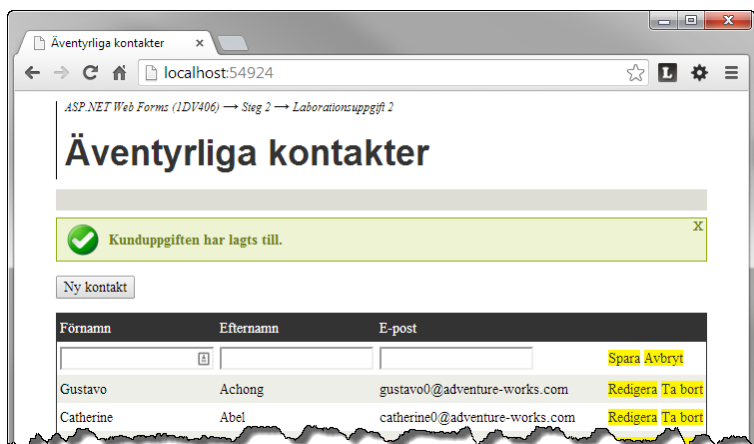 Äventyrliga kontakter
localhost:54924
ASP.NET Web Forms (1DV406) → Steg 2 → Laborationsuppgift 2
Äventyrliga kontakter
Kunduppgiften har lagts till.
X
Ny kontakt
Förnamn Efternamn E-post
Spara Avbryt
Gustavo Achong gustavo0@adventure-works.com Redigera Ta bort
Catherine Abel catherine0@adventure-works.com Redigera Ta bort